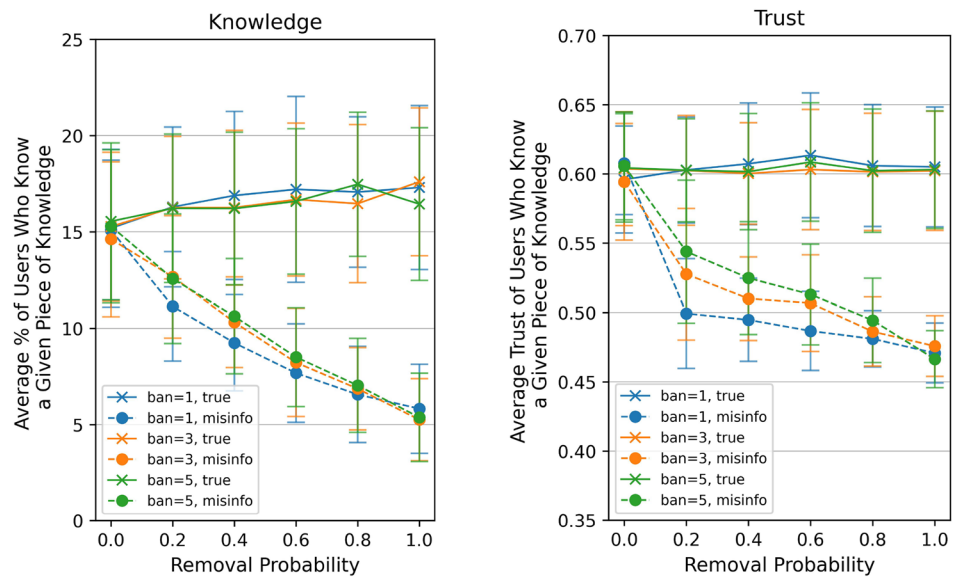 Knowledge
25
20
15
10
5
0
0.0 0.2 0.4 0.6 0.8 1.0
Removal Probability
Average % of Users Who Know
a Given Piece of Knowledge
ban=1, true
ban=1, misinfo
ban=3, true
ban=3, misinfo
ban=5, true
ban=5, misinfo
Trust
0.70
0.65
0.60
0.55
0.50
0.45
0.40
0.35
0.0 0.2 0.4 0.6 0.8 1.0
Removal Probability
Average Trust of Users Who Know
a Given Piece of Knowledge
ban=1, true
ban=1, misinfo
ban=3, true
ban=3, misinfo
ban=5, true
ban=5, misinfo